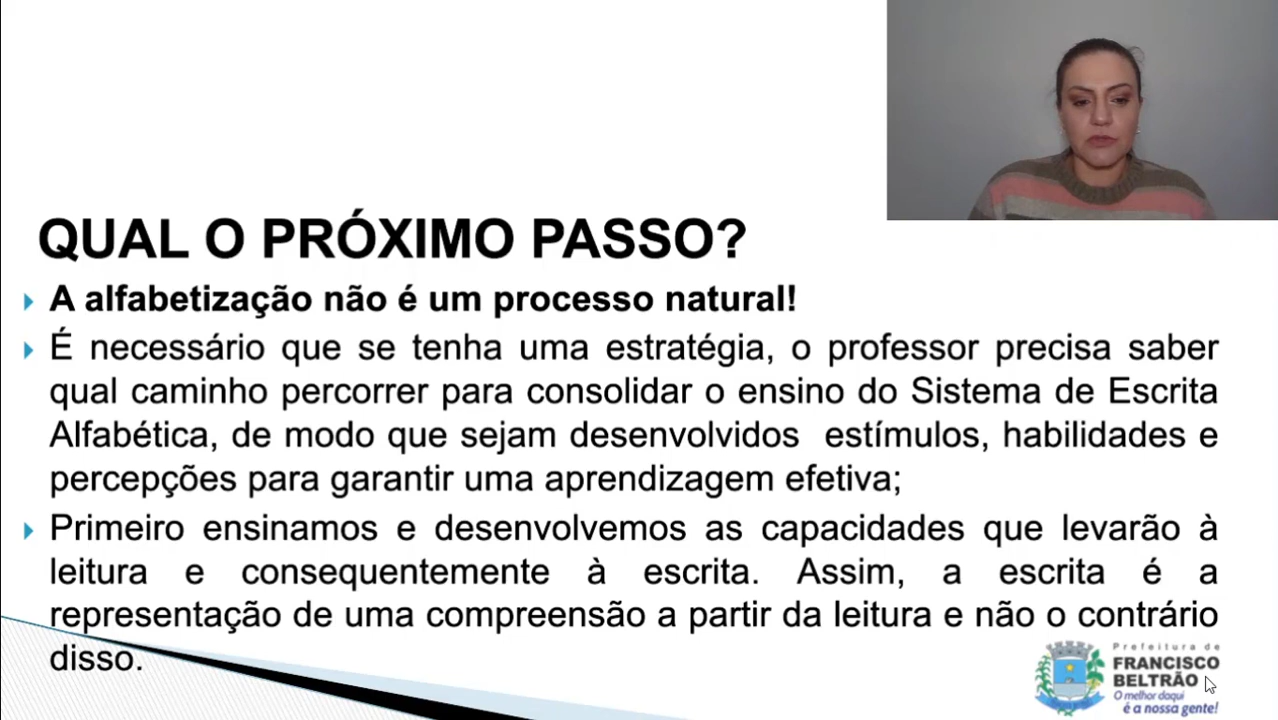 QUAL O PRÓXIMO PASSO?
A alfabetização não é um processo natural!
É necessário que se tenha uma estratégia, o professor precisa saber
qual caminho percorrer para consolidar o ensino do Sistema de Escrita
Alfabética, de modo que sejam desenvolvidos estímulos, habilidades e
percepções para garantir uma aprendizagem efetiva;
Primeiro ensinamos e desenvolvemos as capacidades que levarão à
leitura e consequentemente à escrita. Assim, a escrita é a
representação de uma compreensão a partir da leitura e não o contrário
disso.
Prefeitura de
FRANCISCO
BELTRÃO
O melhor daqui
é a nossa gente!